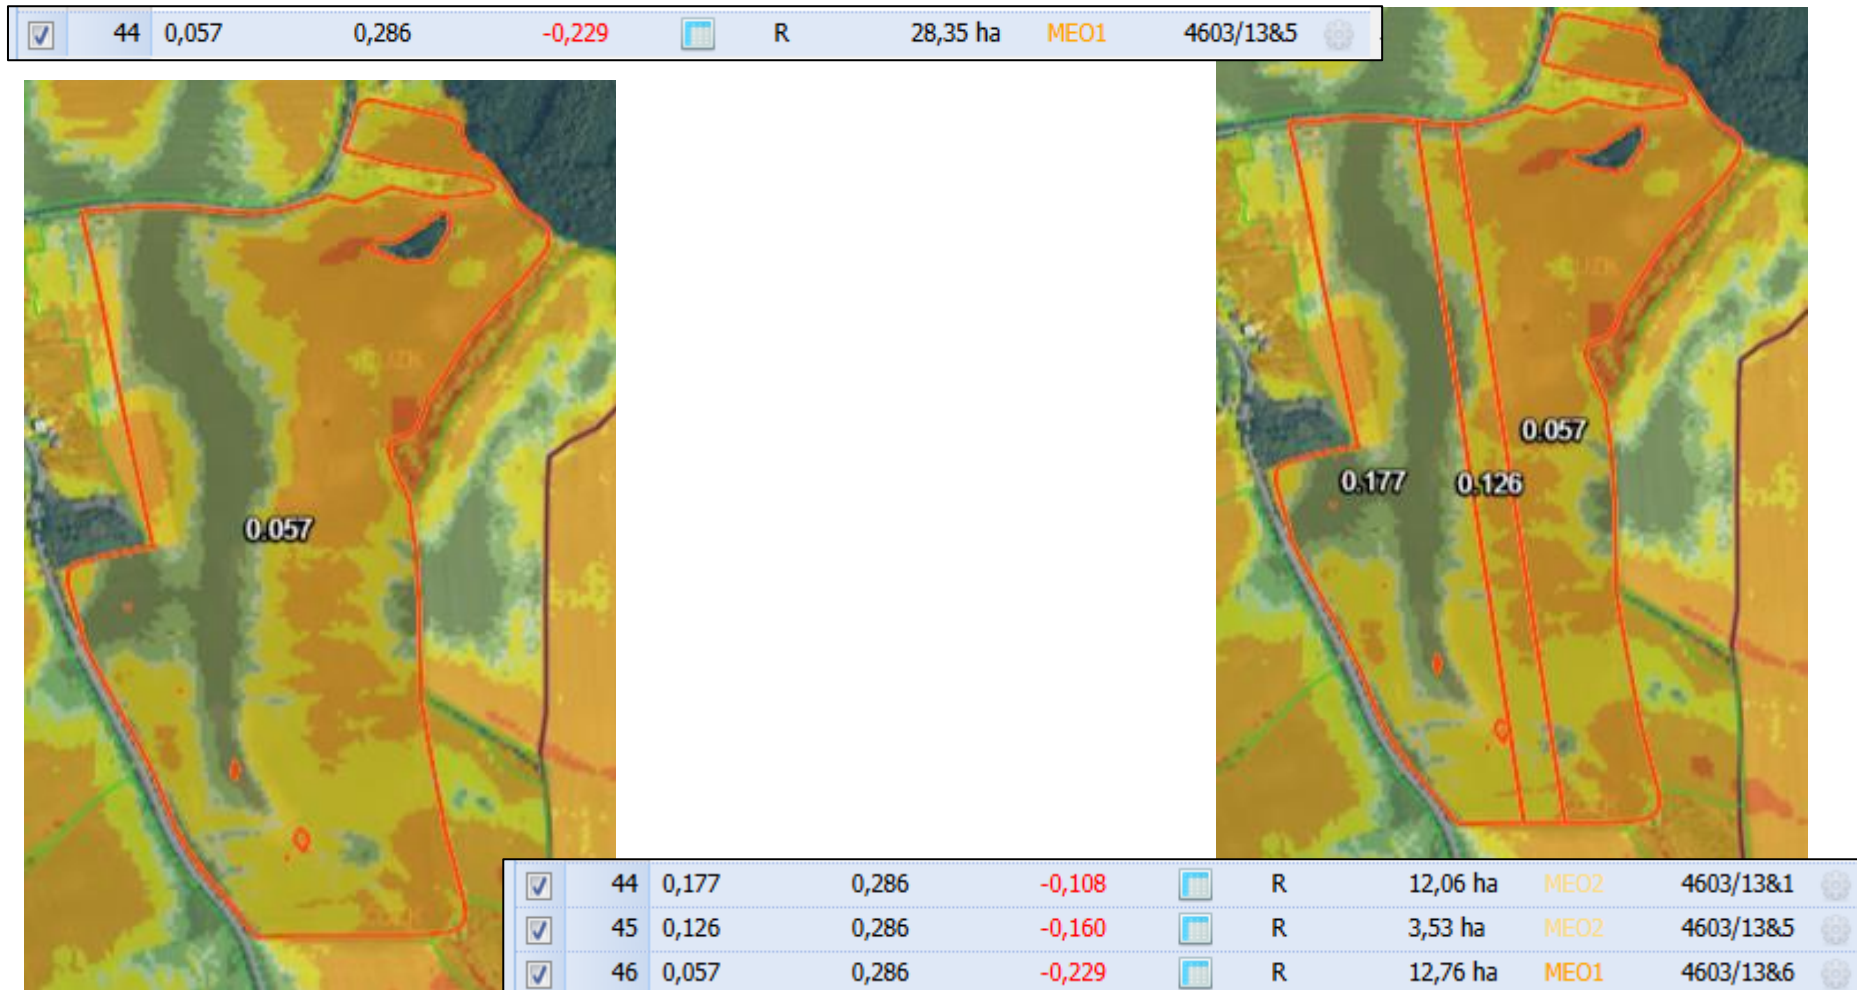 44 0,057 0,286 -0,229 R 28,35 ha MEO1 4603/13&5
0.057
0.057
0.177 0.126
44 0,177 0,286 -0,108 R 12,06 ha MEO2 4603/13&1
45 0,126 0,286 -0,160 R 3,53 ha MEO2 4603/13&5
46 0,057 0,286 -0,229 R 12,76 ha MEO1 4603/13&6